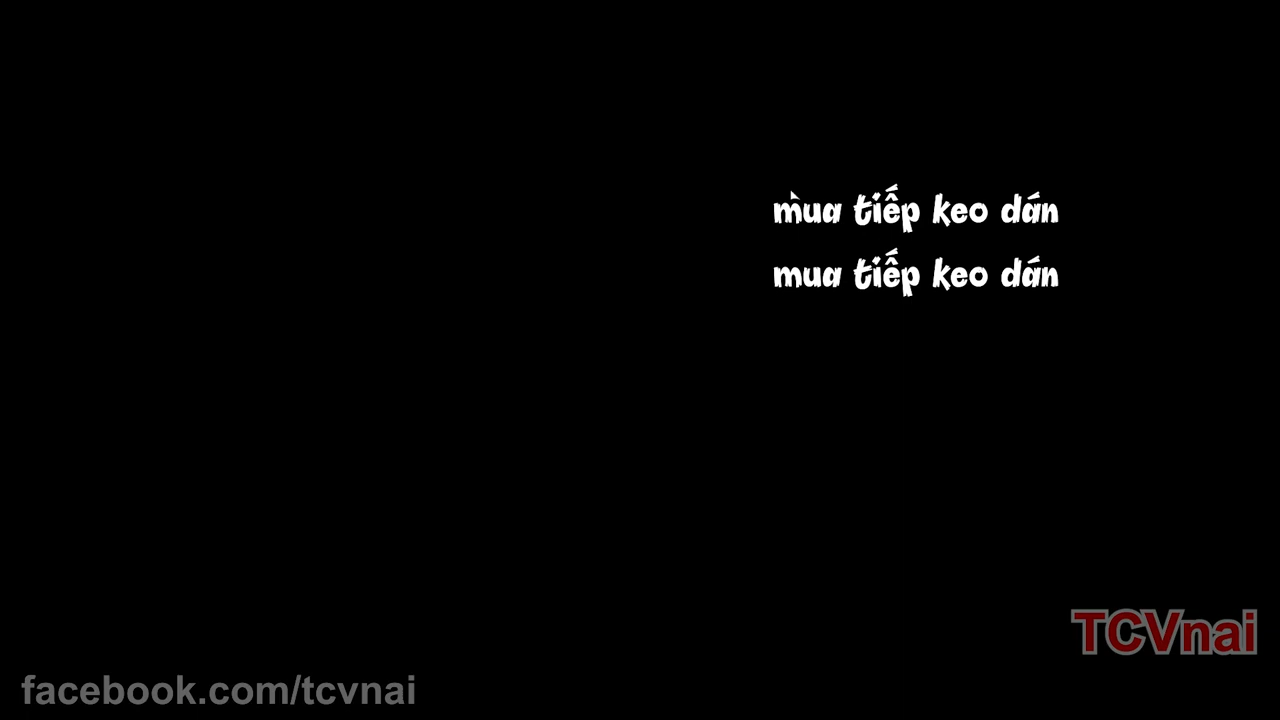 mùa tiếp keo dán
mua tiếp keo dán
TCVnai
facebook.com/tcvnai